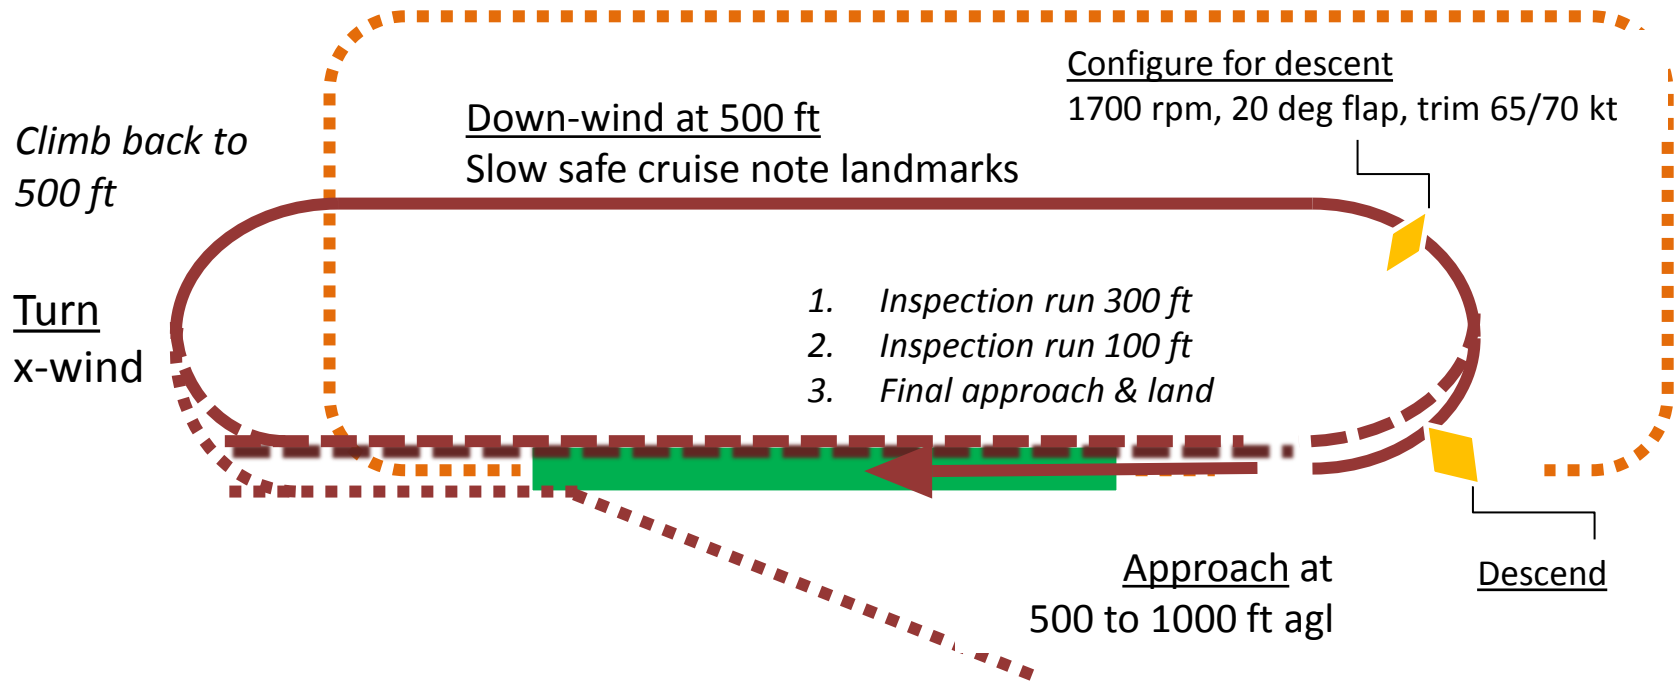 Configure for descent
1700 rpm, 20 deg flap, trim 65/70 kt
Down-wind at 500 ft
Slow safe cruise note landmarks
Climb back to
500 ft
Turn
x-wind
1. Inspection run 300 ft
2. Inspection run 100 ft
3. Final approach & land
Approach at
500 to 1000 ft agl
Descend